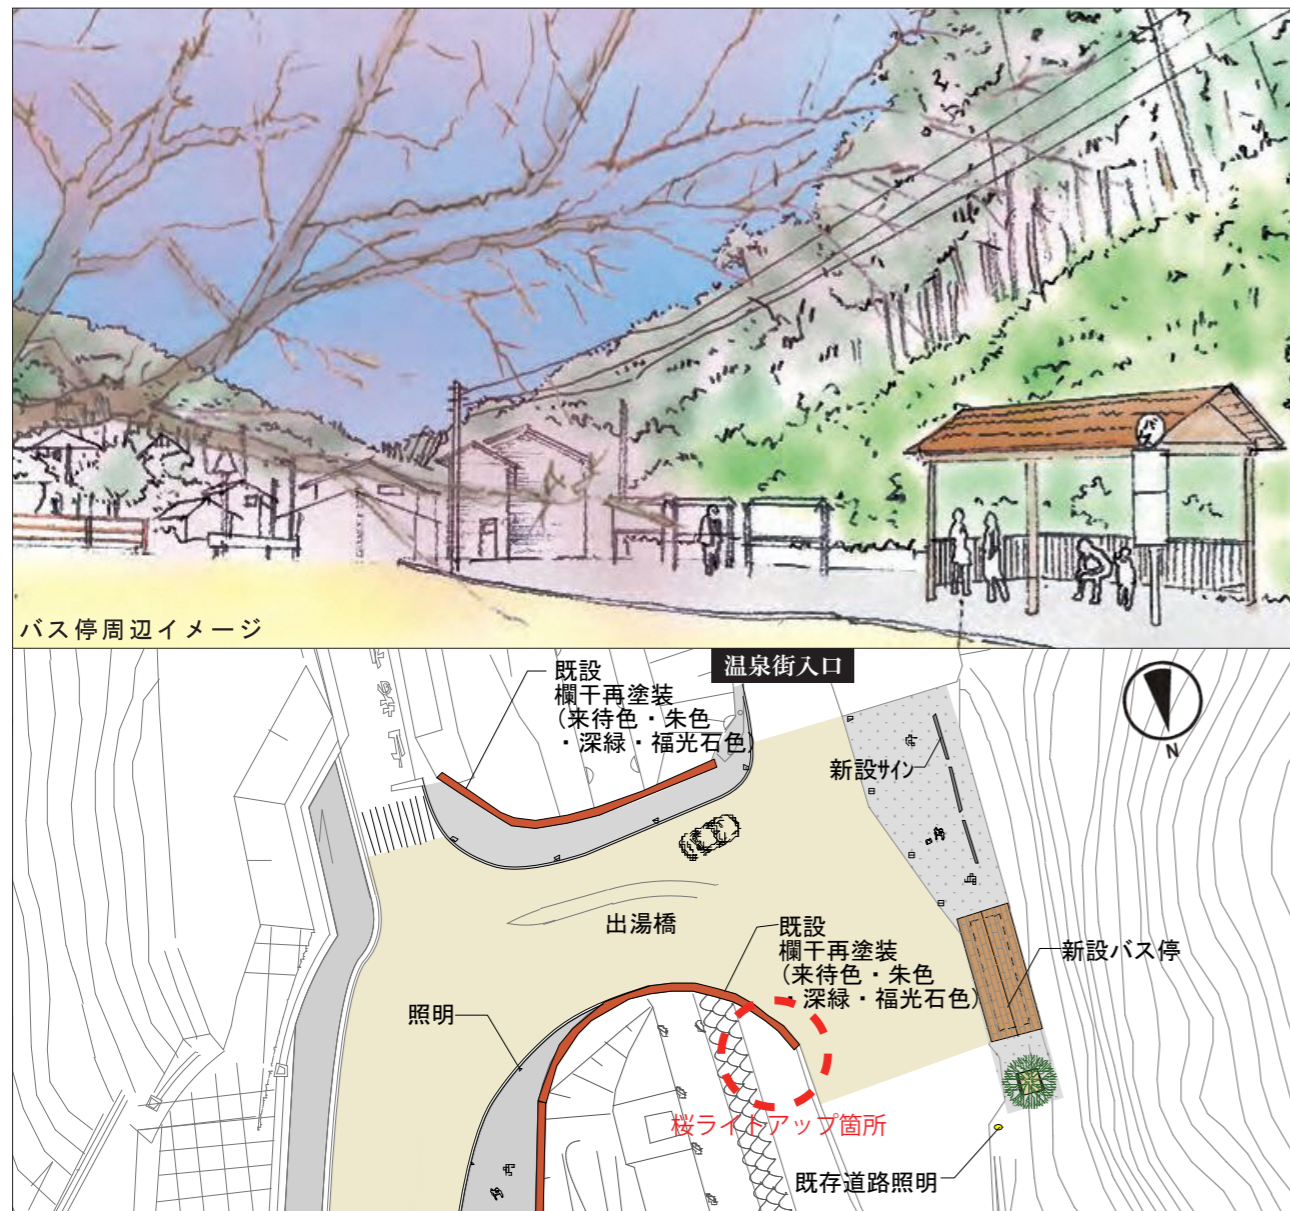 バス
バス停周辺イメージ
温泉街入口
既設
欄干再塗装
(来待色・朱色
・深緑・福光石色)
新設サイン
N
出湯橋
既設
欄干再塗装
(来待色・朱色
・深緑・福光石色)
新設バス停
照明
桜ライトアップ箇所
既存道路照明